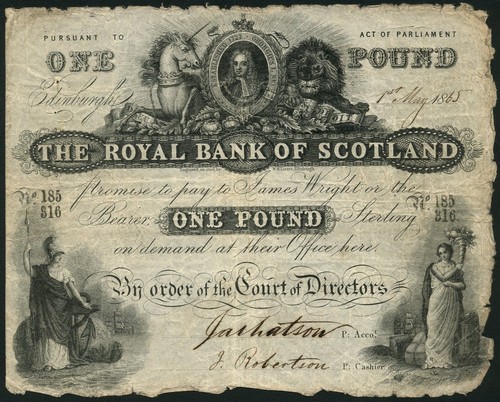 PURSUANT TO ACT OF PARLIAMENT
ONE POUND
Edinburgh 1st May 1865
THE ROYAL BANK OF SCOTLAND
No 185 816 No 185 816
promise to pay to James Wright or the
Bearer, ONE POUND Sterling
on demand at their Office here.
By order of the Court of Directors
P. Acct.
J. Robertson P. Cashier